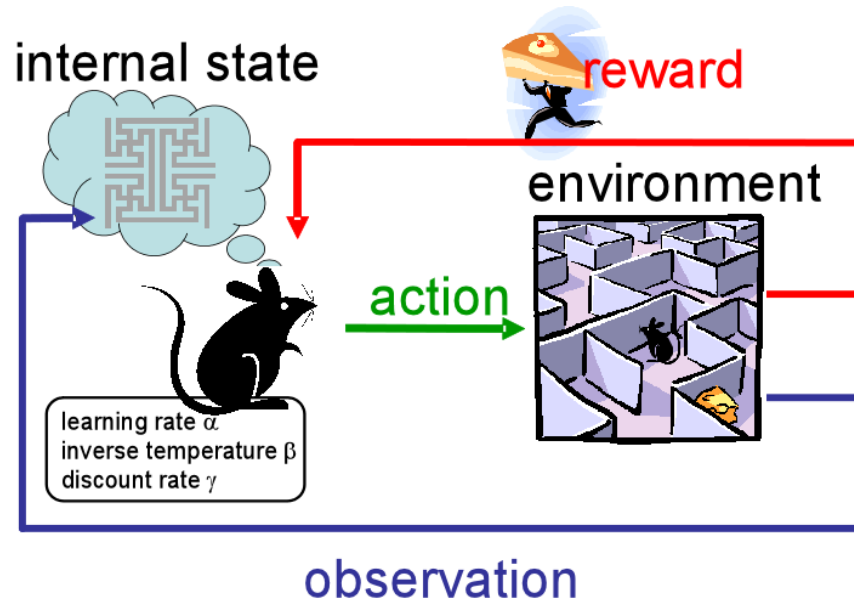 internal state
reward
environment
action
learning rate α
inverse temperature β
discount rate γ
observation